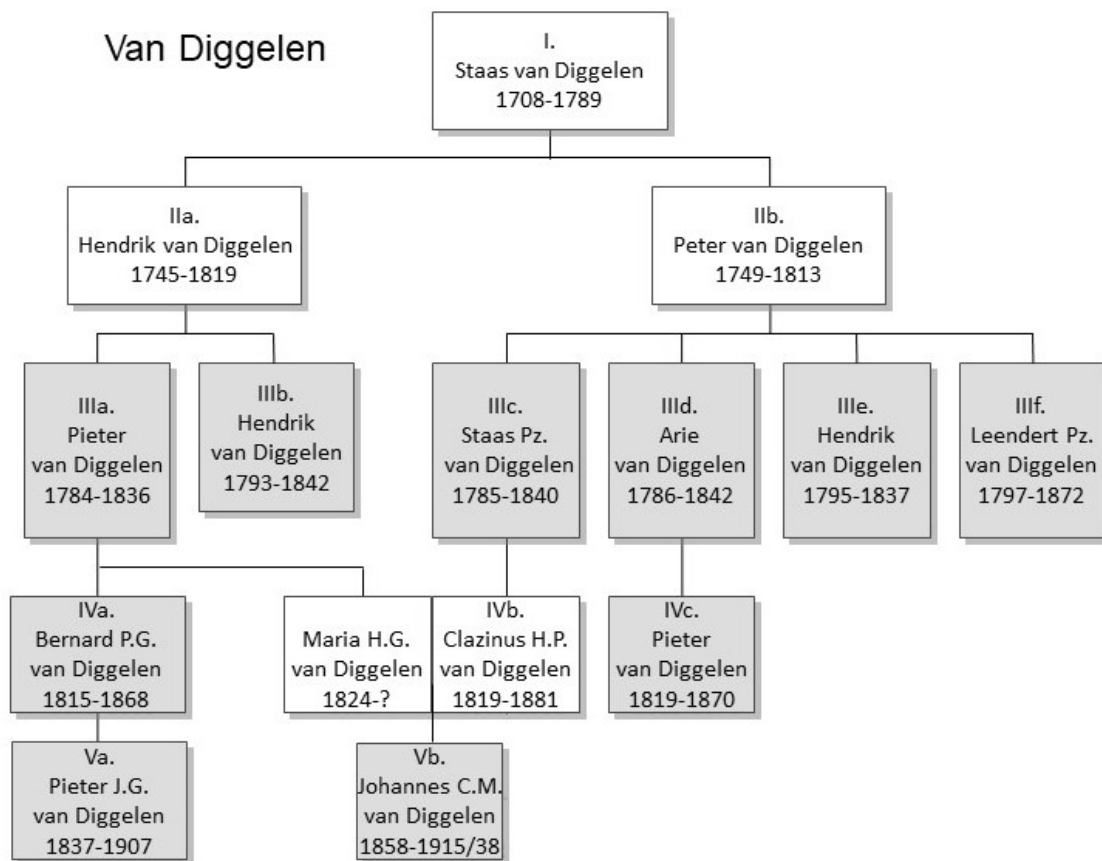 Van Diggelen
I.
Staas van Diggelen
1708-1789
IIa.
Hendrik van Diggelen
1745-1819
IIb.
Peter van Diggelen
1749-1813
IIIa.
Pieter
van Diggelen
1784-1836
IIIb.
Hendrik
van Diggelen
1793-1842
IIIc.
Staas Pz.
van Diggelen
1785-1840
IIId.
Arie
van Diggelen
1786-1842
IIIe.
Hendrik
van Diggelen
1795-1837
IIIf.
Leendert Pz.
van Diggelen
1797-1872
IVa.
Bernard P.G.
van Diggelen
1815-1868
Maria H.G.
van Diggelen
1824-?
IVb.
Clazinus H.P.
van Diggelen
1819-1881
IVc.
Pieter
van Diggelen
1819-1870
Va.
Pieter J.G.
van Diggelen
1837-1907
Vb.
Johannes C.M.
van Diggelen
1858-1915/38